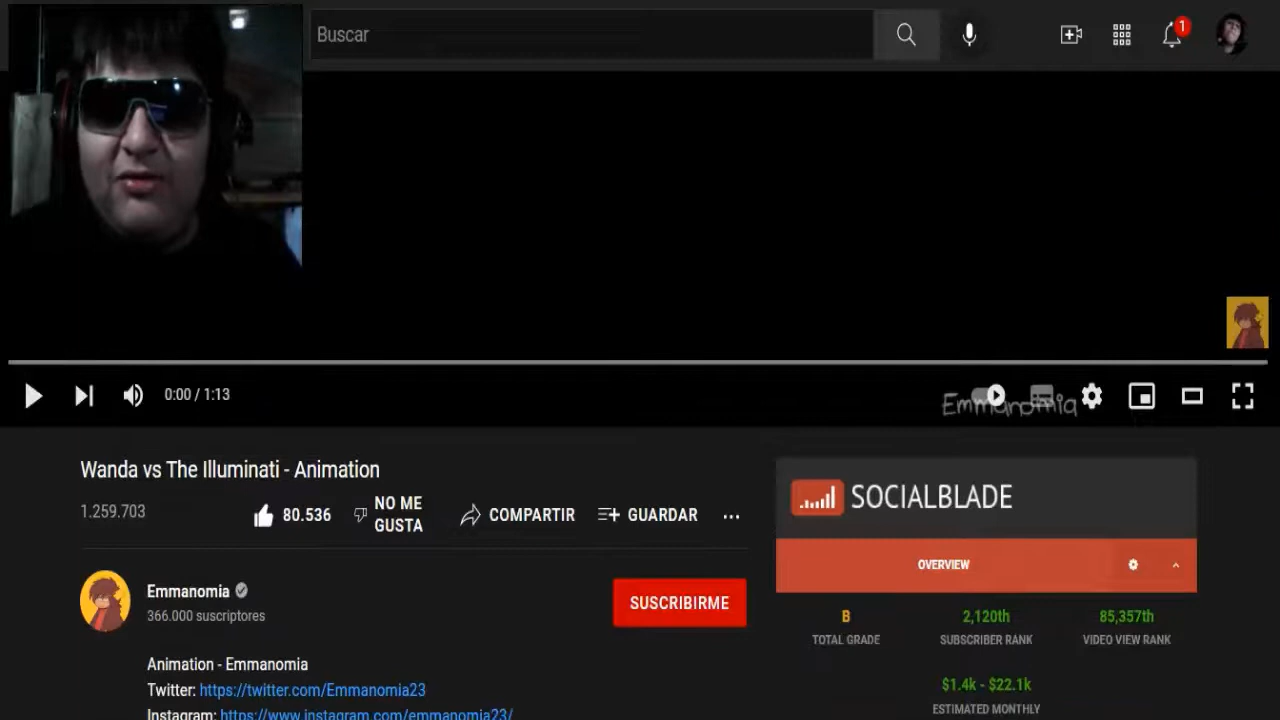 Buscar
1
0:00 / 1:13
Emmanomia
Wanda vs The Illuminati - Animation
1.259.703
80.536
NO ME GUSTA
COMPARTIR
GUARDAR
SOCIALBLADE
OVERVIEW
Emmanomia
366.000 suscriptores
SUSCRIBIRME
B
2,120th
85,357th
TOTAL GRADE
SUBSCRIBER RANK
VIDEO VIEW RANK
Animation - Emmanomia
Twitter: https://twitter.com/Emmanomia23
Instagram: https://www.instagram.com/emmanomia23/
$1.4k - $22.1k
ESTIMATED MONTHLY